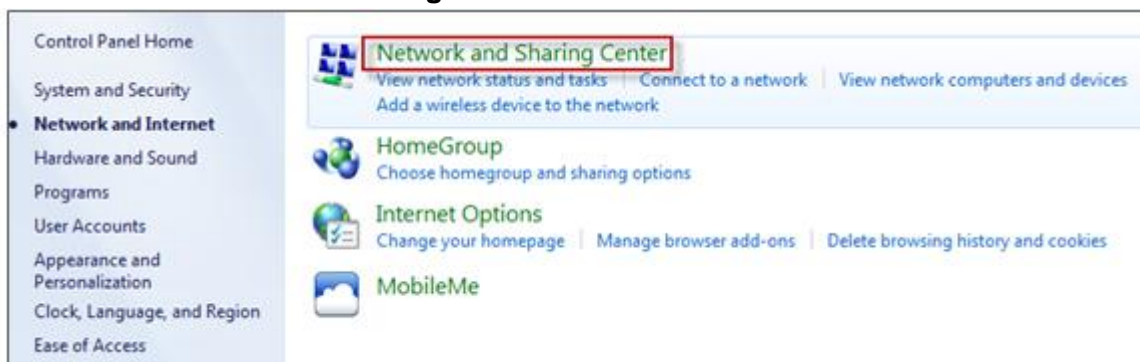 Control Panel Home
System and Security
Network and Internet
Hardware and Sound
Programs
User Accounts
Appearance and
Personalization
Clock, Language, and Region
Ease of Access
Network and Sharing Center
View network status and tasks Connect to a network View network computers and devices
Add a wireless device to the network
HomeGroup
Choose homegroup and sharing options
Internet Options
Change your homepage Manage browser add-ons Delete browsing history and cookies
MobileMe